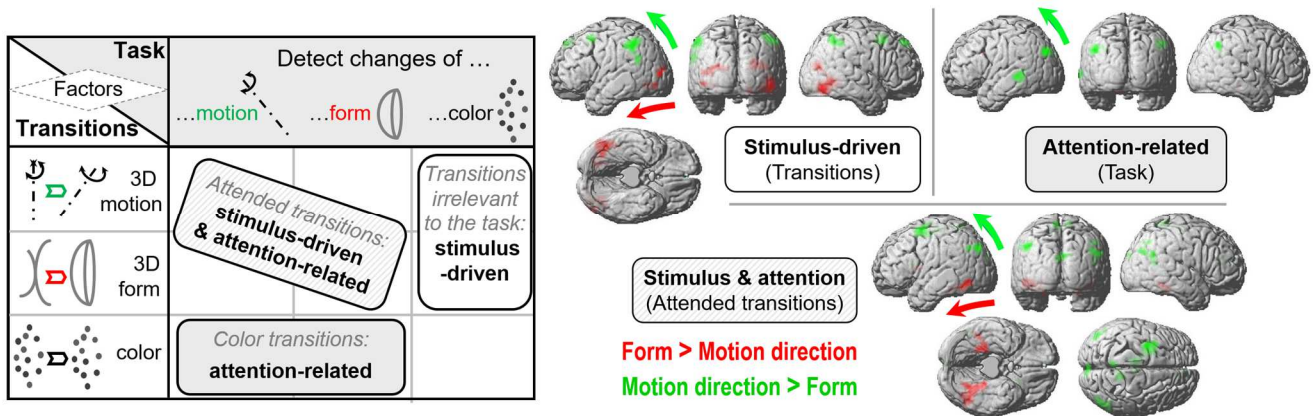 Task
Factors
Transitions
Detect changes of …
…motion
…form
…color
3D
motion
3D
form
color
Attended transitions:
stimulus-driven
& attention-related
Transitions
irrelevant
to the task:
stimulus
-driven
Color transitions:
attention-related
Stimulus-driven
(Transitions)
Attention-related
(Task)
Stimulus & attention
(Attended transitions)
Form > Motion direction
Motion direction > Form